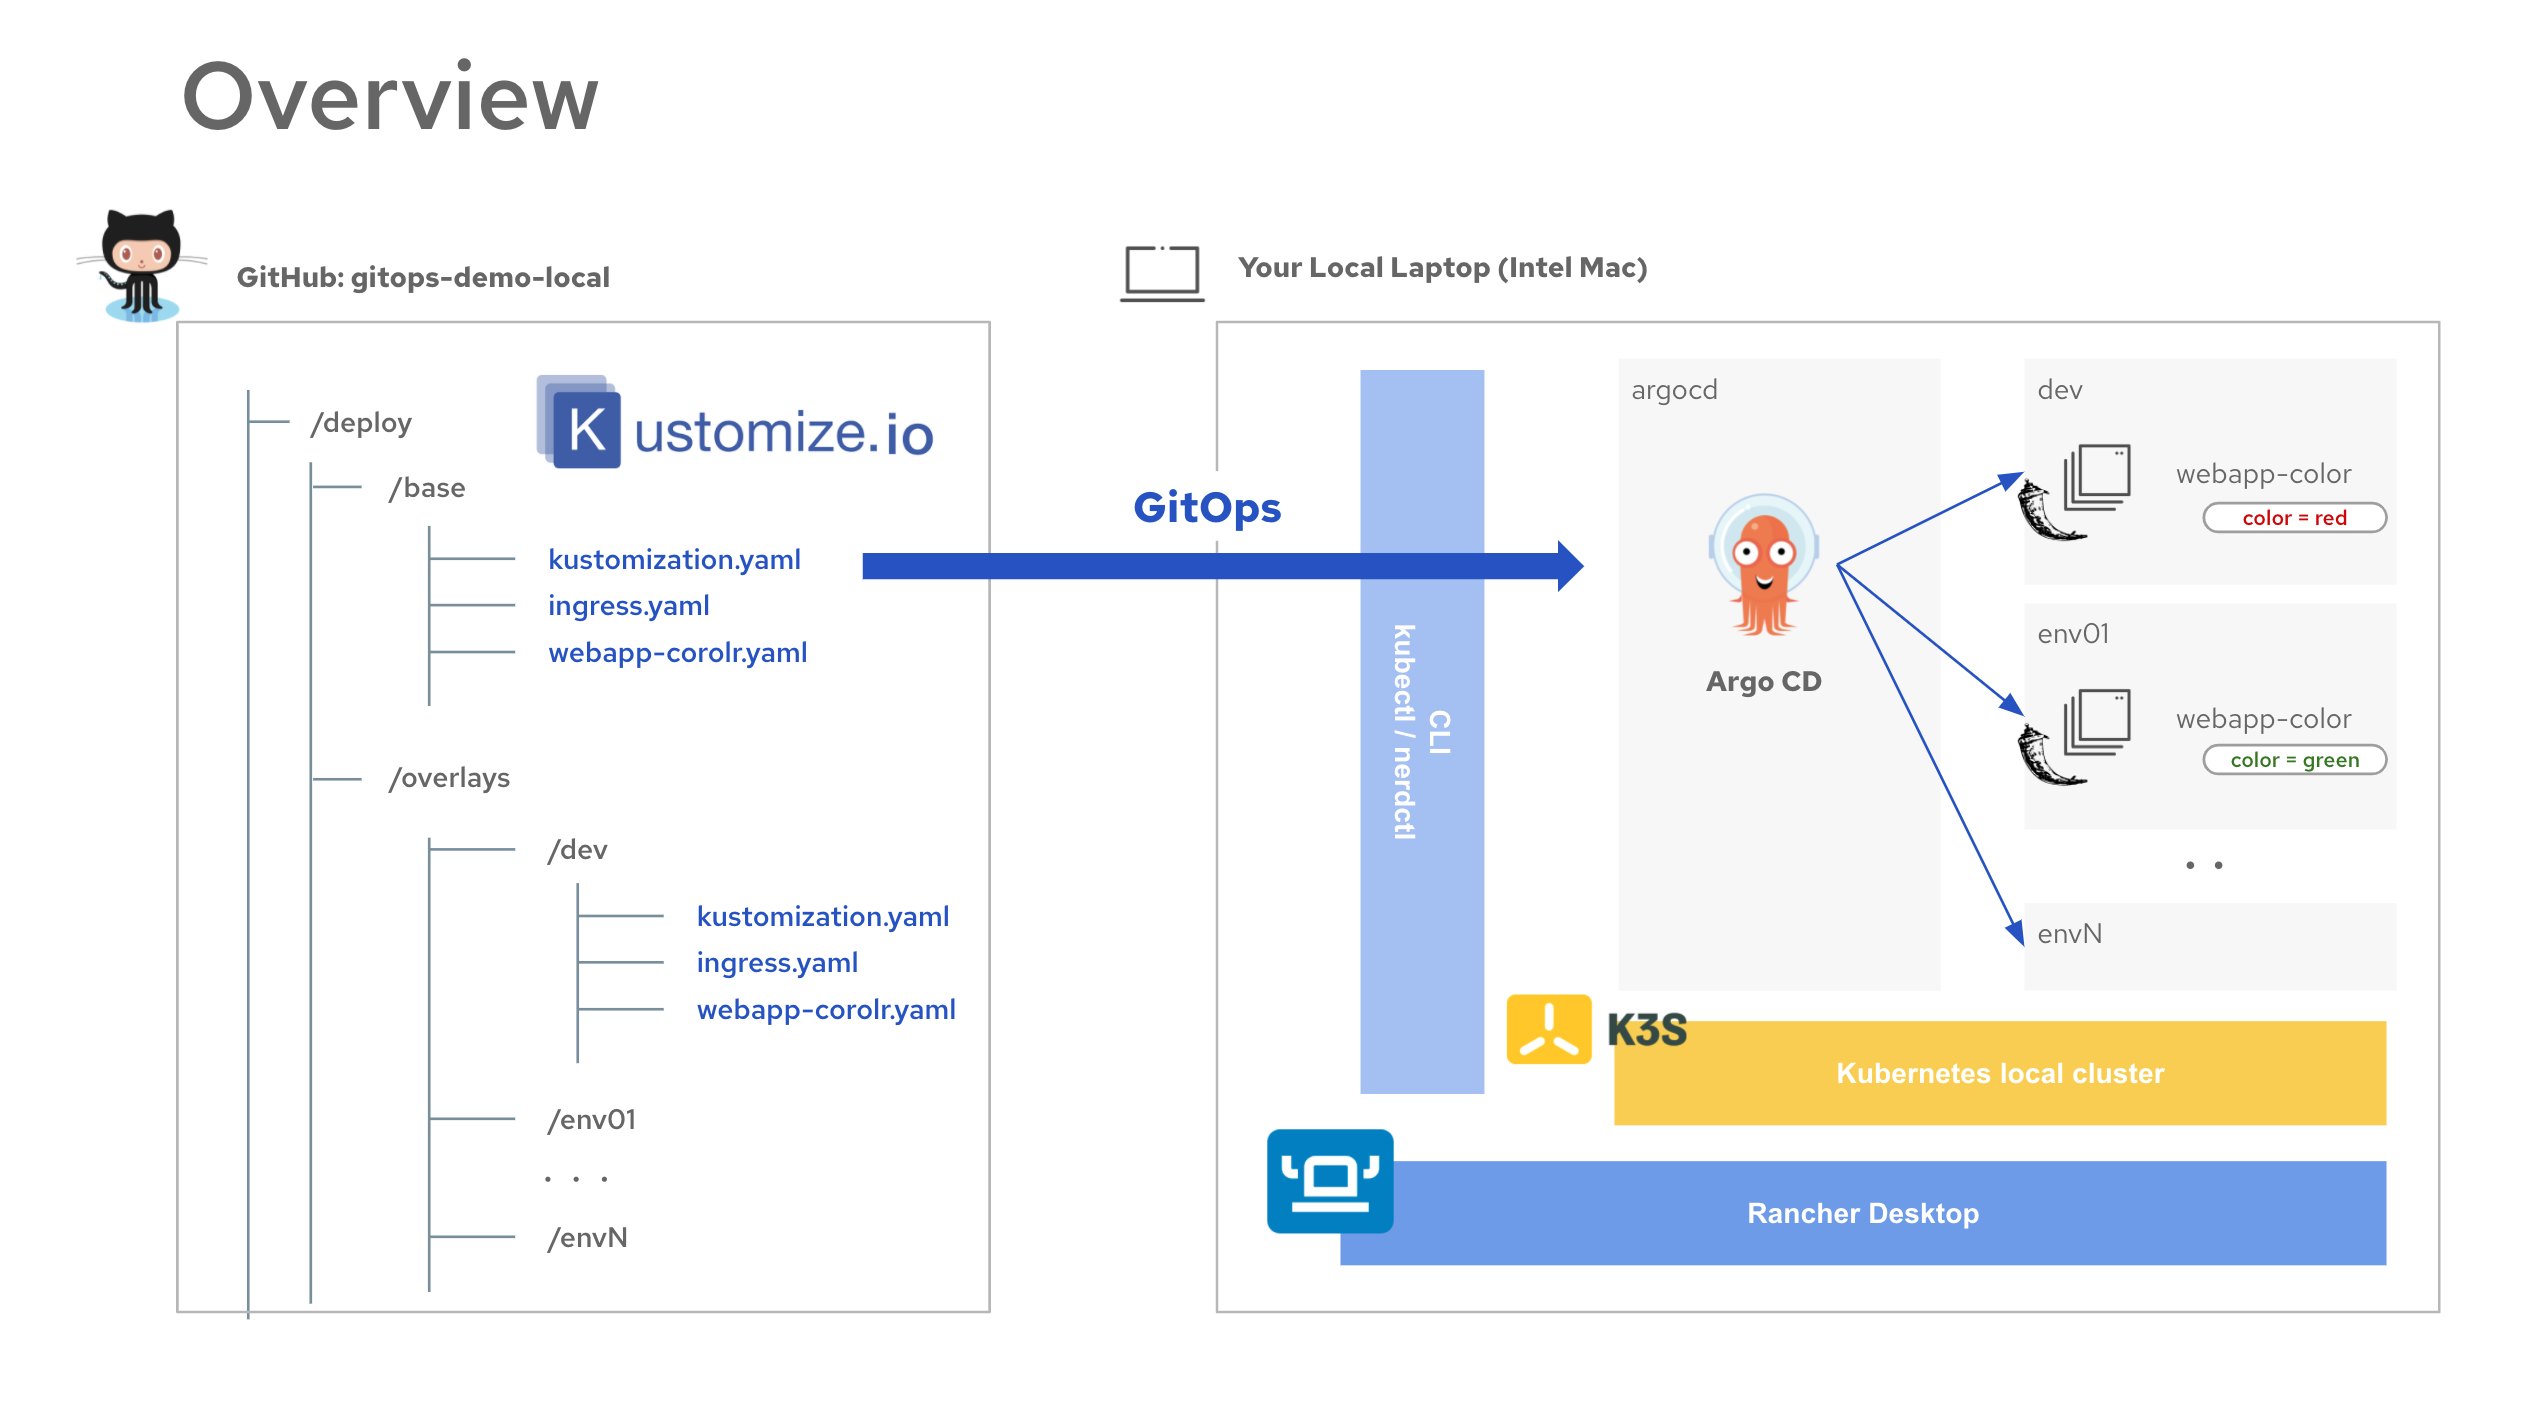 Overview
GitHub: gitops-demo-local
Kustomize.io
/deploy
/base
kustomization.yaml
ingress.yaml
webapp-corolr.yaml
/overlays
/dev
kustomization.yaml
ingress.yaml
webapp-corolr.yaml
/env01
. . .
/envN
GitOps
Your Local Laptop (Intel Mac)
CLI
kubectl / nerdctl
argocd
Argo CD
dev
webapp-color
color = red
env01
webapp-color
color = green
. .
envN
K3S
Kubernetes local cluster
Rancher Desktop